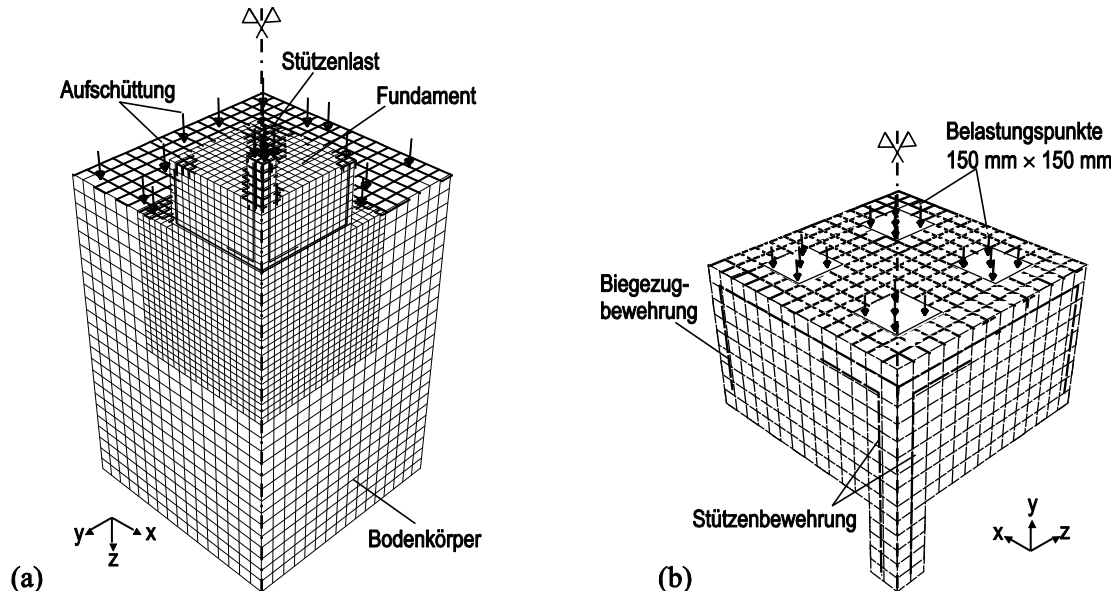 Stützenlast
Aufschüttung
Fundament
Bodenkörper
y
x
z
(a)
Belastungspunkte
150 mm × 150 mm
Biegezug-
bewehrung
Stützenbewehrung
y
x
z
(b)